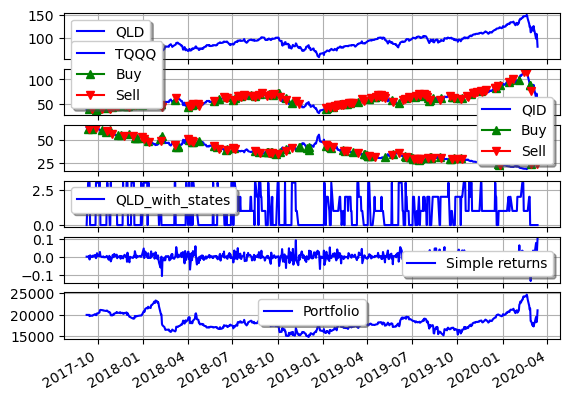 150
QLD
100
TQQQ
Buy
100
Sell
50
QID
Buy
50
Sell
25
2.5
QLD_with_states
0.0
0.1
0.0
Simple returns
−0.1
25000
Portfolio
20000
15000
2017-10 2018-01 2018-04 2018-07 2018-10 2019-01 2019-04 2019-07 2019-10 2020-01 2020-04